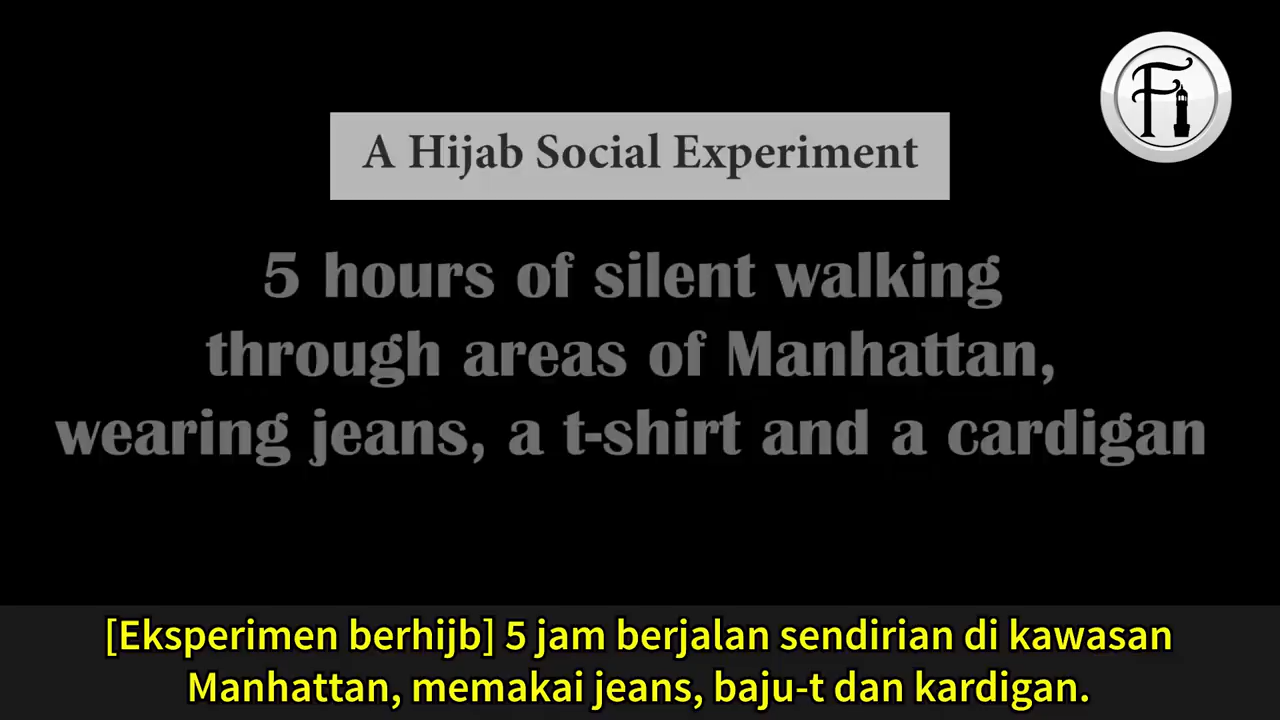 Fi
A Hijab Social Experiment
5 hours of silent walking
through areas of Manhattan,
wearing jeans, a t-shirt and a cardigan
[Eksperimen berhijb] 5 jam berjalan sendirian di kawasan
Manhattan, memakai jeans, baju-t dan kardigan.